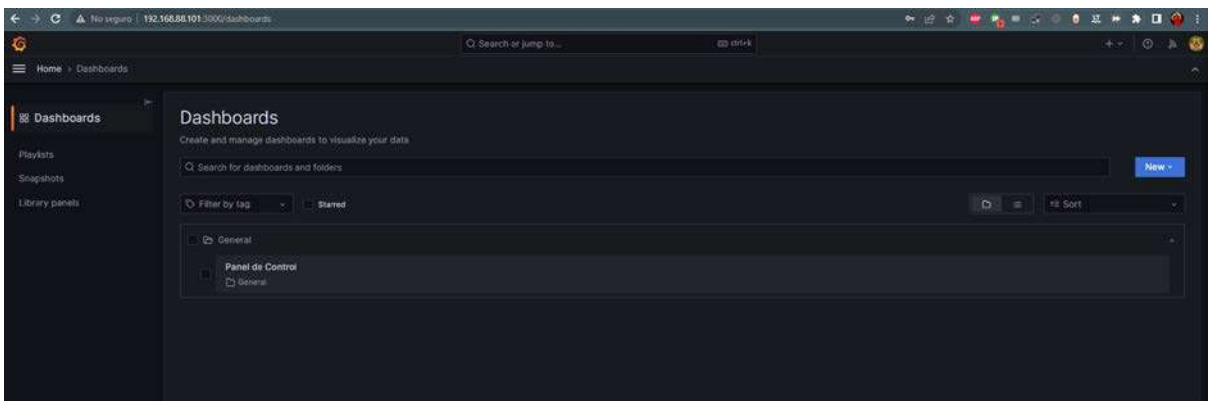 No seguro 192.168.88.101:3000/dashboards
Search or jump to... ctrl+k
Home › Dashboards
Dashboards
Playlists
Snapshots
Library panels
Dashboards
Create and manage dashboards to visualize your data
Search for dashboards and folders
New
Filter by tag
Starred
Sort
General
Panel de Control
General